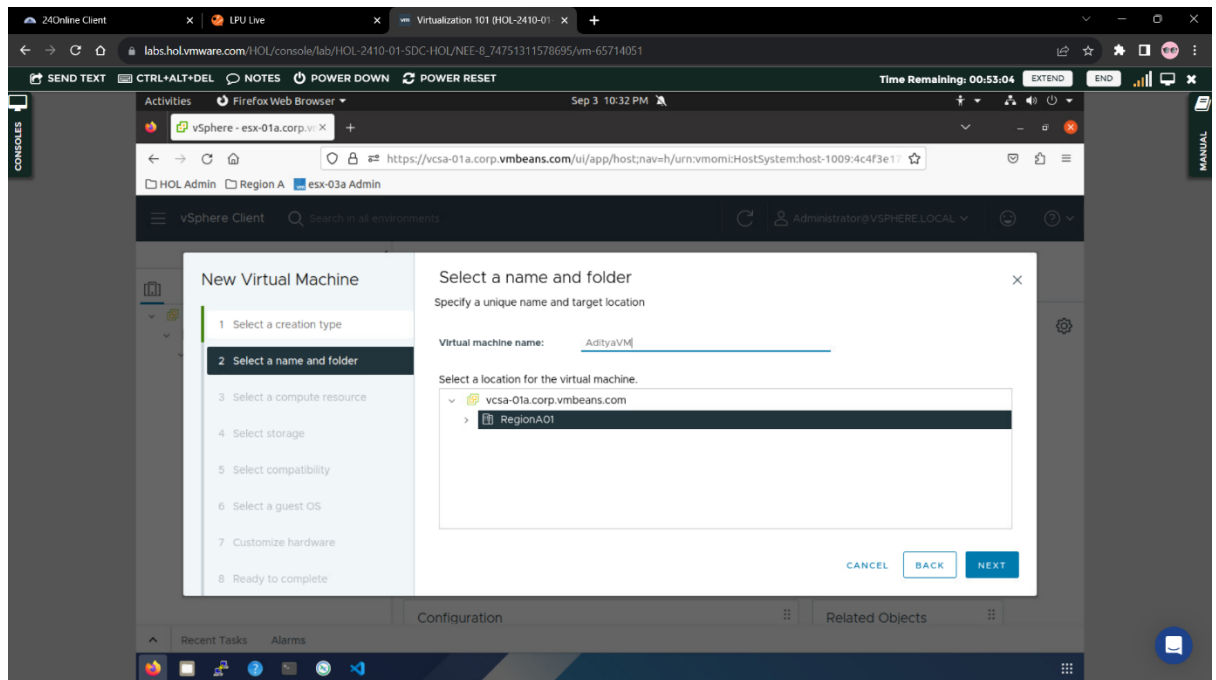 24Online Client
LPU Live
Virtualization 101 (HOL-2410-01-
labs.hol.vmware.com/HOL/console/lab/HOL-2410-01-SDC-HOL/NEE-8_74751311578695/vm-65714051
SEND TEXT CTRL+ALT+DEL NOTES POWER DOWN POWER RESET Time Remaining: 00:53:04 EXTEND END
CONSOLES
MANUAL
Activities Firefox Web Browser Sep 3 10:32 PM
vSphere - esx-01a.corp.v
https://vcsa-01a.corp.vmbeans.com/ui/app/host;nav=h/urn:vmomi:HostSystem:host-1009:4c4f3e17
HOL Admin Region A esx-03a Admin
vSphere Client Search in all environments Administrator@VSPHERE.LOCAL
New Virtual Machine
1 Select a creation type
2 Select a name and folder
3 Select a compute resource
4 Select storage
5 Select compatibility
6 Select a guest OS
7 Customize hardware
8 Ready to complete
Select a name and folder
Specify a unique name and target location
Virtual machine name: AdityaVM
Select a location for the virtual machine.
vcsa-01a.corp.vmbeans.com
RegionA01
CANCEL BACK NEXT
Configuration Related Objects
Recent Tasks Alarms